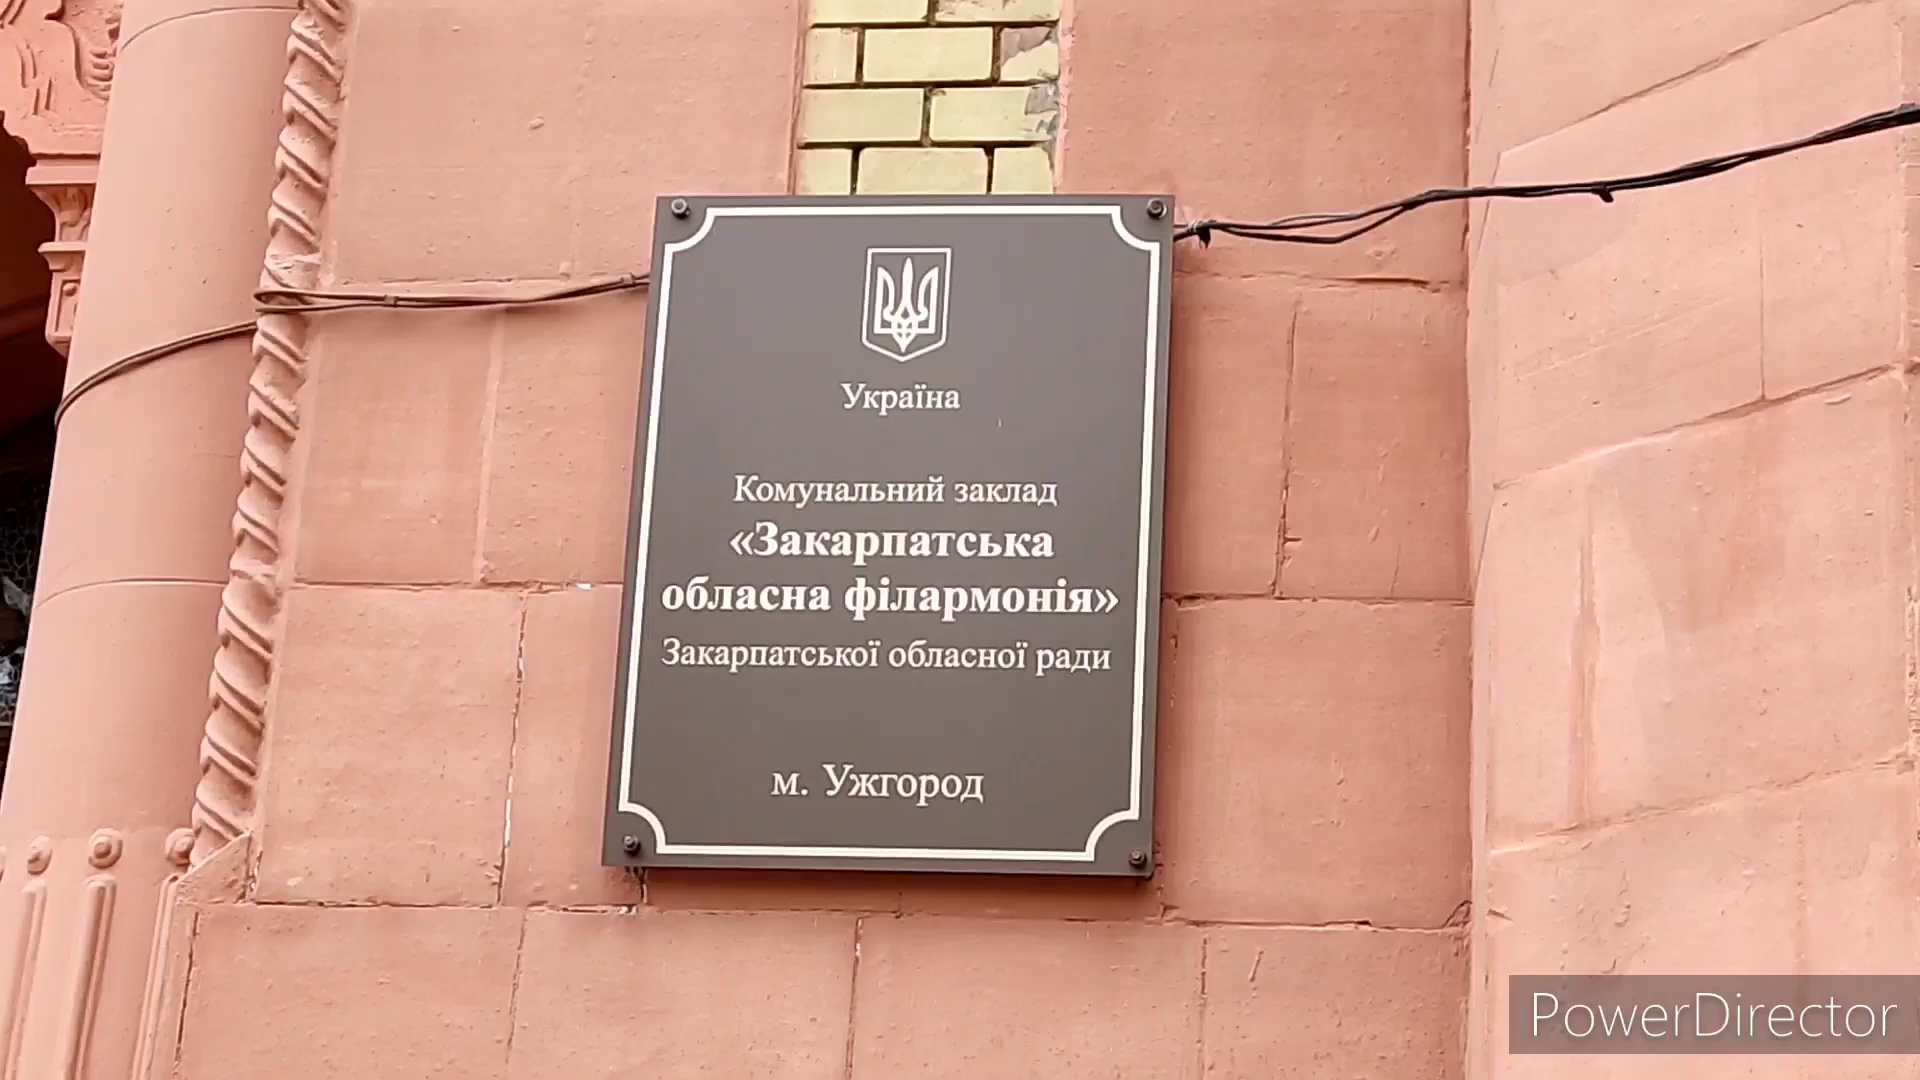 Україна
Комунальний заклад
«Закарпатська
обласна філармонія»
Закарпатської обласної ради
м. Ужгород
PowerDirector